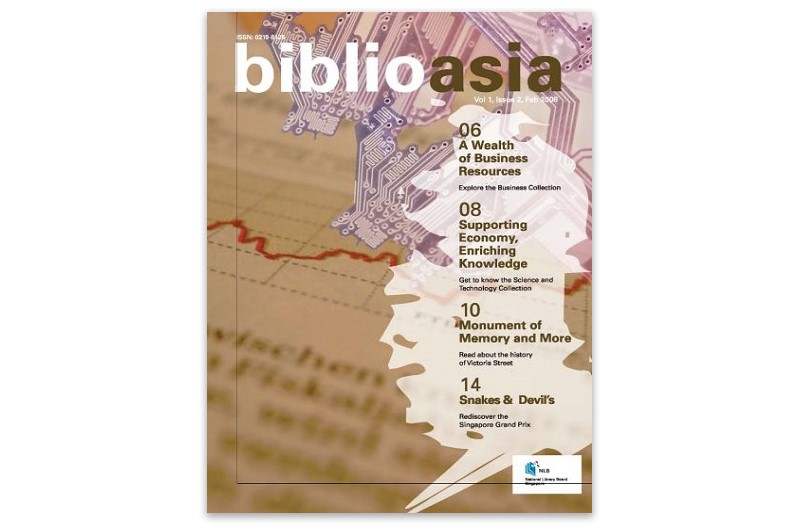 ISSN: 0219-8126
biblioasia
Vol 1, Issue 2, Feb 2006
06
A Wealth
of Business
Resources
Explore the Business Collection
08
Supporting
Economy,
Enriching
Knowledge
Get to know the Science and
Technology Collection
10
Monument of
Memory and More
Read about the history
of Victoria Street
14
Snakes & Devil's
Rediscover the
Singapore Grand Prix
NLB
National Library Board
Singapore